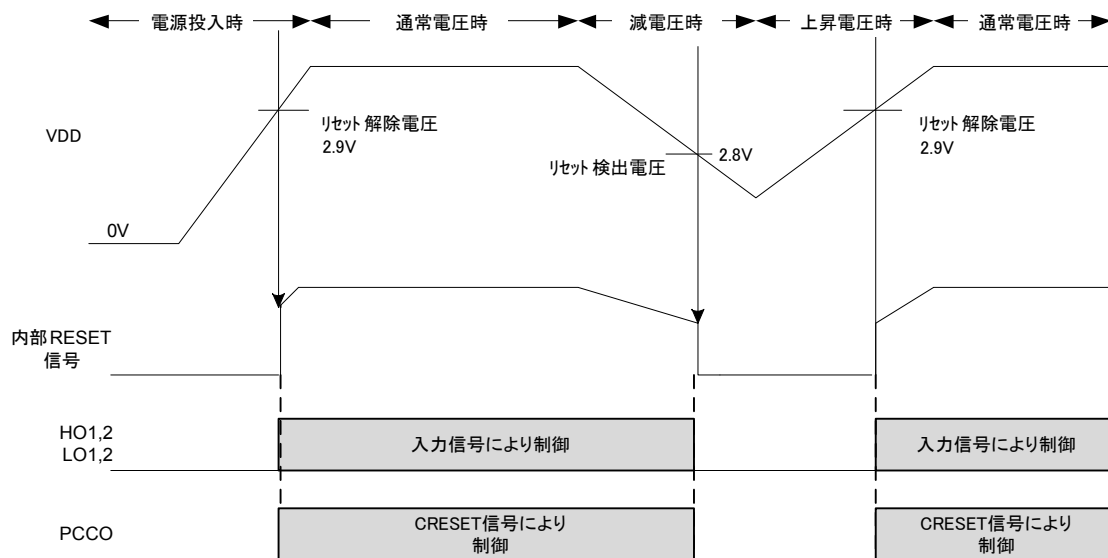 電源投入時
通常電圧時
減電圧時
上昇電圧時
通常電圧時
VDD
リセット解除電圧
2.9V
リセット検出電圧
2.8V
リセット解除電圧
2.9V
0V
内部RESET
信号
HO1,2
LO1,2
入力信号により制御
入力信号により制御
PCCO
CRESET信号により
制御
CRESET信号により
制御